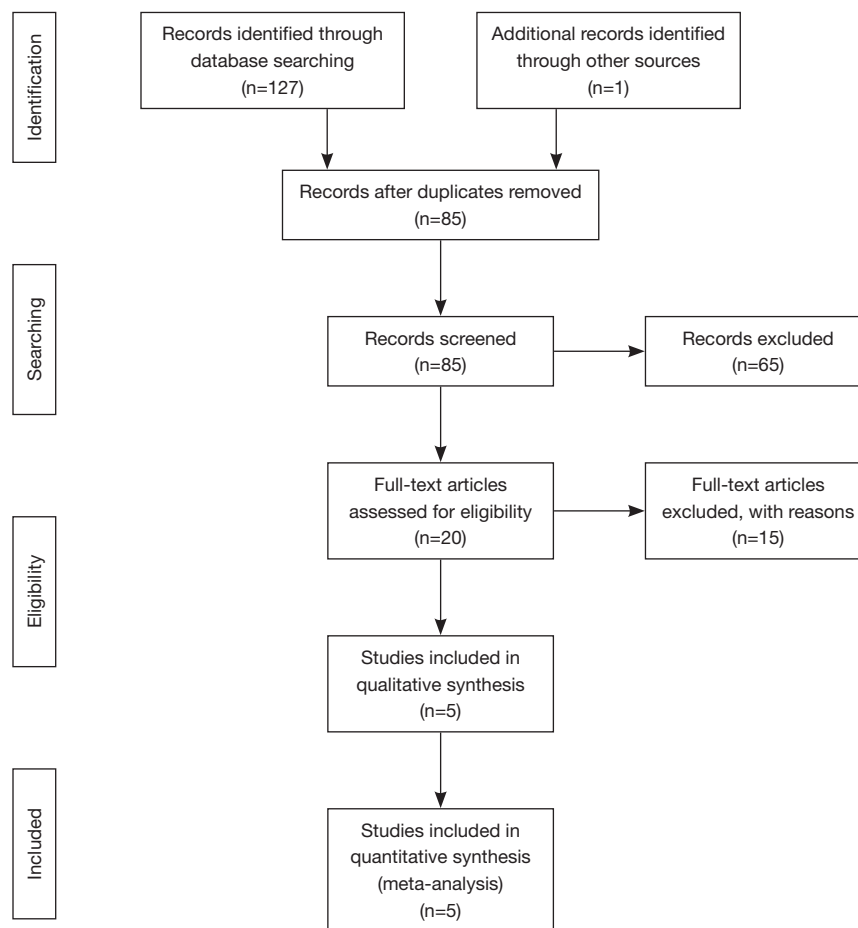 Identification
Records identified through
database searching
(n=127)
Additional records identified
through other sources
(n=1)
Records after duplicates removed
(n=85)
Searching
Records screened
(n=85)
Records excluded
(n=65)
Eligibility
Full-text articles
assessed for eligibility
(n=20)
Full-text articles
excluded, with reasons
(n=15)
Studies included in
qualitative synthesis
(n=5)
Included
Studies included in
quantitative synthesis
(meta-analysis)
(n=5)